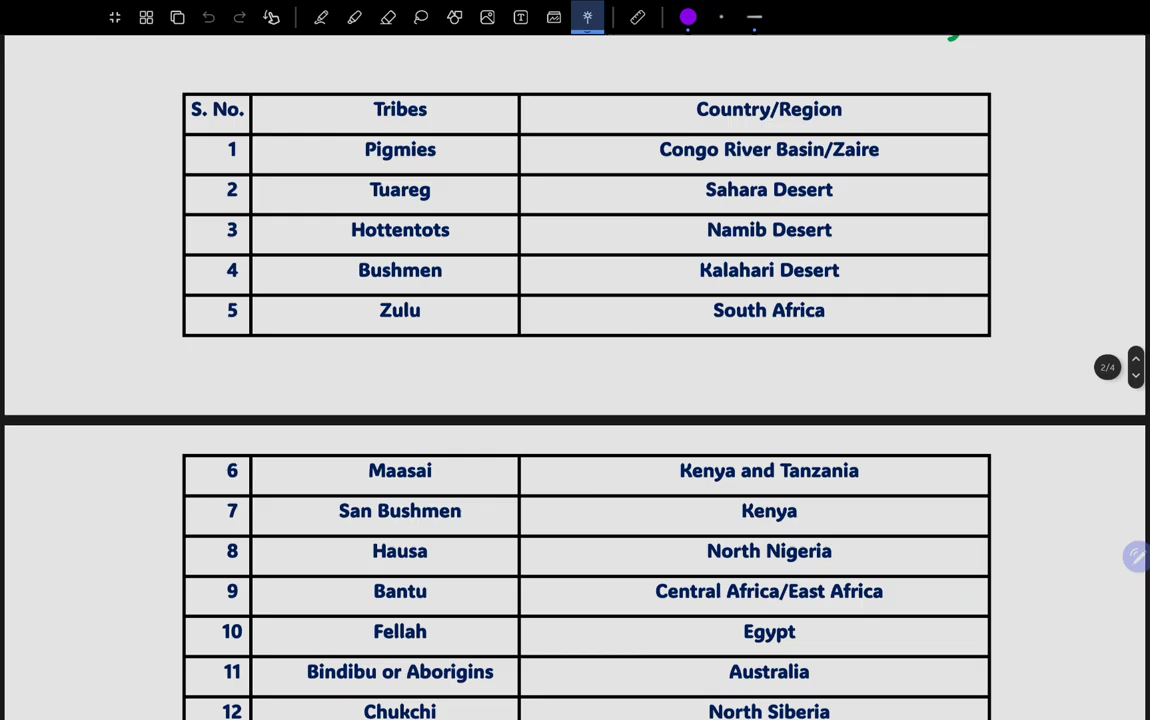 S. No. Tribes Country/Region
1 Pigmies Congo River Basin/Zaire
2 Tuareg Sahara Desert
3 Hottentots Namib Desert
4 Bushmen Kalahari Desert
5 Zulu South Africa
2/4
6 Maasai Kenya and Tanzania
7 San Bushmen Kenya
8 Hausa North Nigeria
9 Bantu Central Africa/East Africa
10 Fellah Egypt
11 Bindibu or Aborigins Australia
12 Chukchi North Siberia